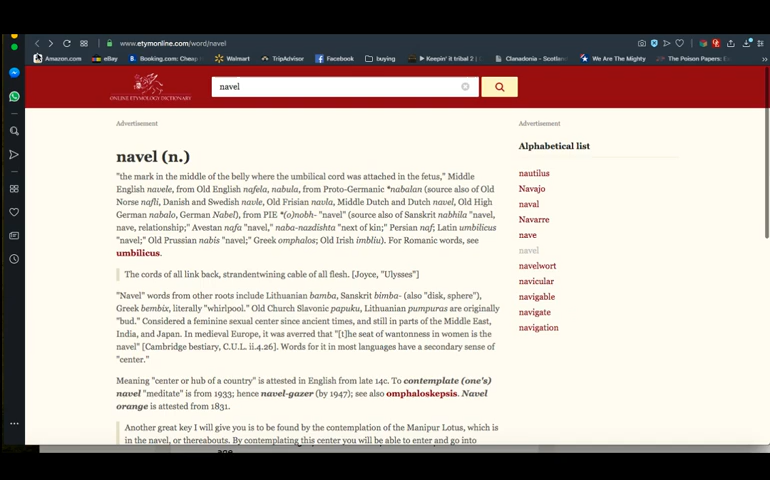 www.etymonline.com/word/navel
Amazon.com eBay Booking.com: Cheap Walmart TripAdvisor Facebook buying Keepin' it tribal 2 Clanadonia - Scotlan We Are The Mighty The Poison Papers: E
ONLINE ETYMOLOGY DICTIONARY
navel
Advertisement
Advertisement
navel (n.)
"the mark in the middle of the belly where the umbilical cord was attached in the fetus," Middle
English navele, from Old English nafela, nabula, from Proto-Germanic *nabalan (source also of Old
Norse nafli, Danish and Swedish navle, Old Frisian navla, Middle Dutch and Dutch navel, Old High
German nabalo, German Nabel), from PIE *(o)nobh- "navel" (source also of Sanskrit nabhila "navel,
nave, relationship;" Avestan nafa "navel," naba-nazdishta "next of kin;" Persian naf; Latin umbilicus
"navel;" Old Prussian nabis "navel;" Greek omphalos; Old Irish imbliu). For Romanic words, see
umbilicus.
The cords of all link back, strandentwining cable of all flesh. [Joyce, "Ulysses"]
"Navel" words from other roots include Lithuanian bamba, Sanskrit bimba- (also "disk, sphere"),
Greek bembix, literally "whirlpool." Old Church Slavonic papuku, Lithuanian pumpuras are originally
"bud." Considered a feminine sexual center since ancient times, and still in parts of the Middle East,
India, and Japan. In medieval Europe, it was averred that "[t]he seat of wantonness in women is the
navel" [Cambridge bestiary, C.U.L. ii.4.26]. Words for it in most languages have a secondary sense of
"center."
Meaning "center or hub of a country" is attested in English from late 14c. To contemplate (one's)
navel "meditate" is from 1933; hence navel-gazer (by 1947); see also omphaloskepsis. Navel
orange is attested from 1831.
Another great key I will give you is to be found by the contemplation of the Manipur Lotus, which is
in the navel, or thereabouts. By contemplating this center you will be able to enter and go into
age
Alphabetical list
nautilus
Navajo
naval
Navarre
nave
navel
navelwort
navicular
navigable
navigate
navigation